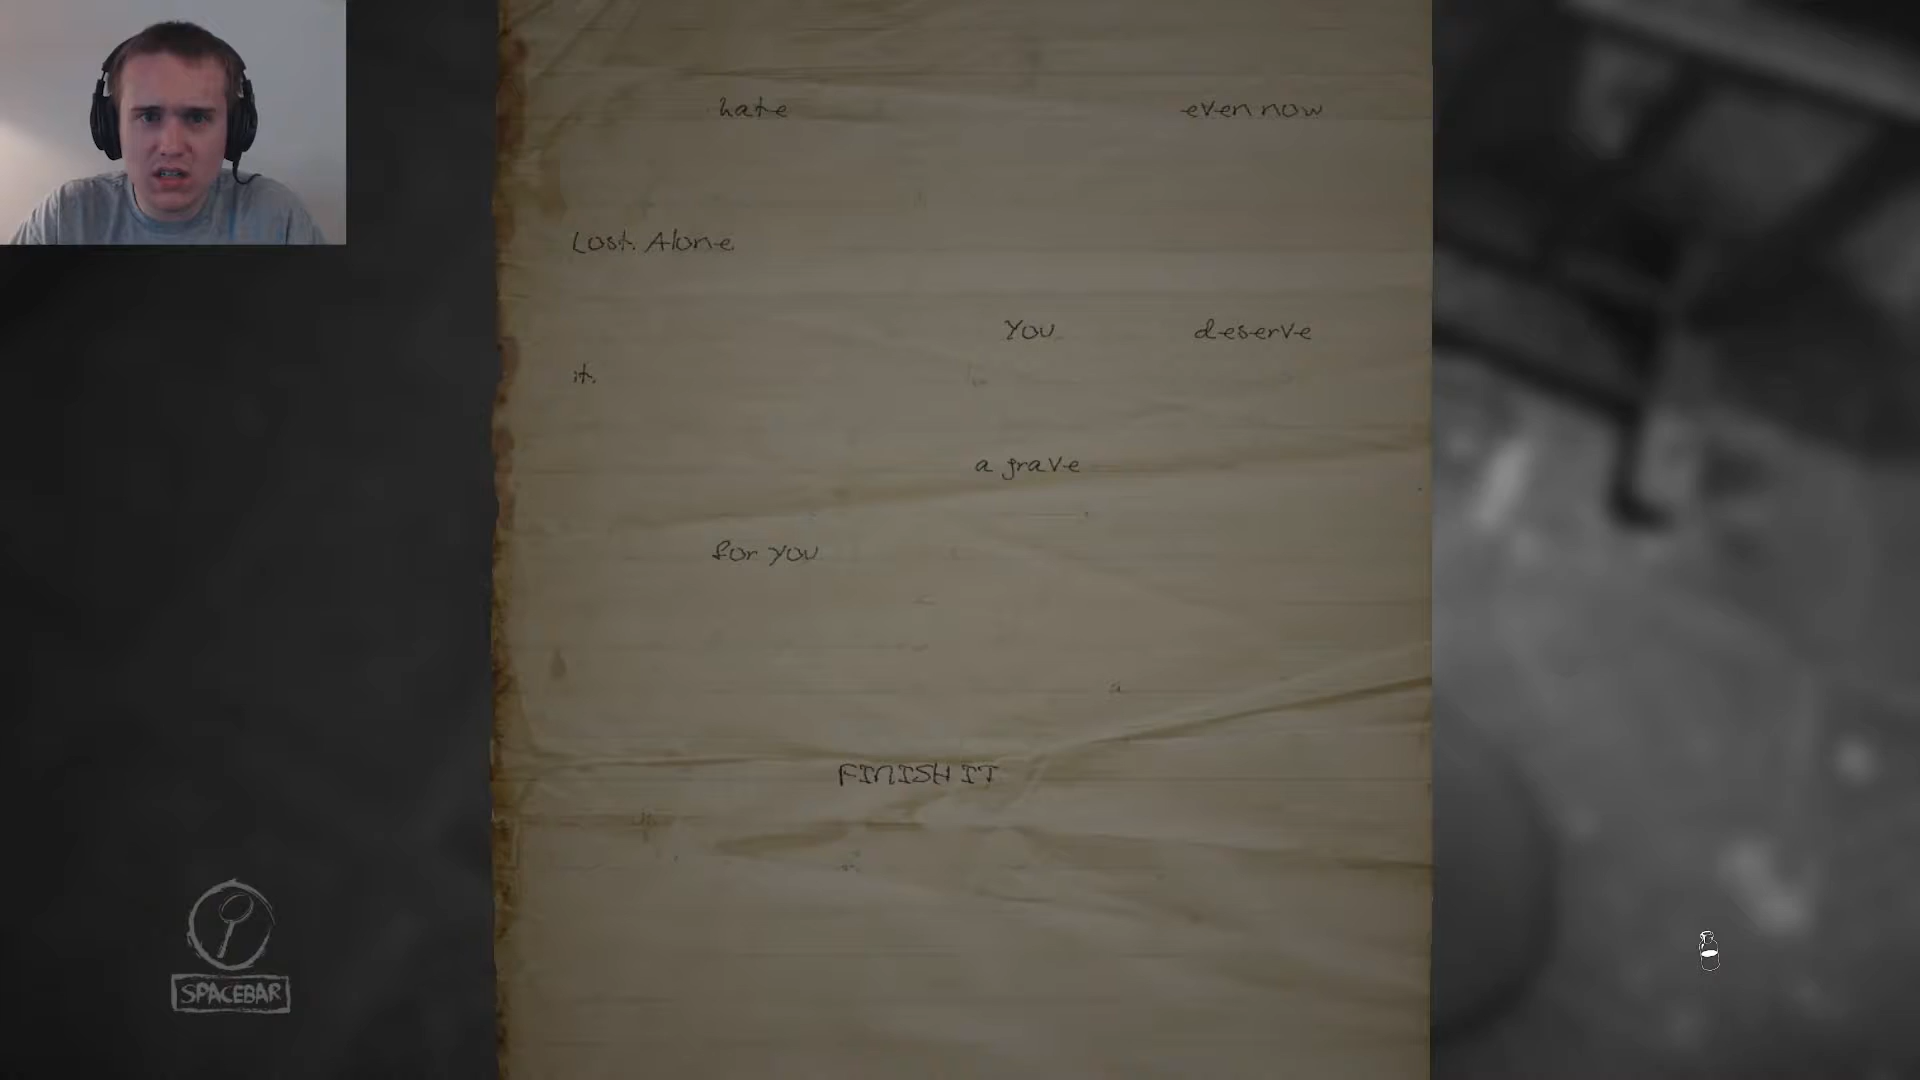 hate even now
Lost. Alone.
You deserve
it.
a grave
for you
a
FINISH IT
SPACEBAR